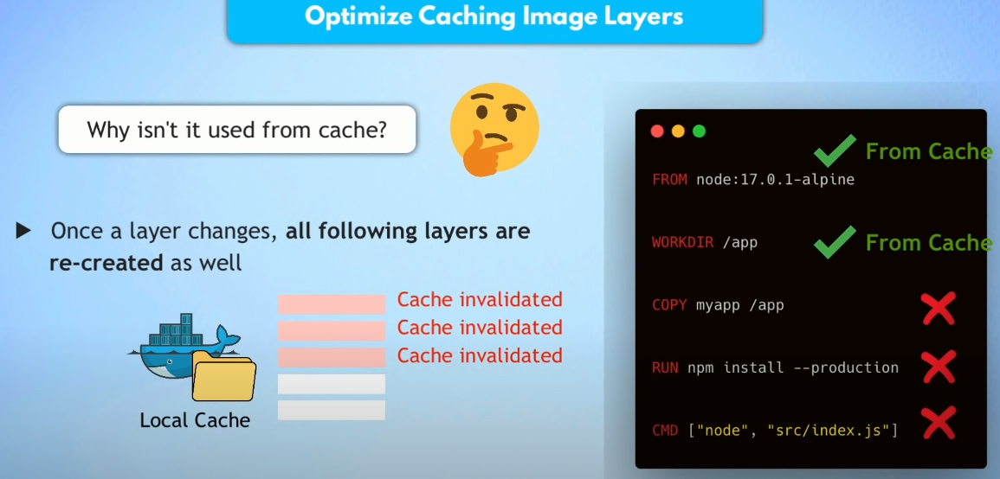 Optimize Caching Image Layers
Why isn't it used from cache?
▶ Once a layer changes, all following layers are
re-created as well
Cache invalidated
Cache invalidated
Cache invalidated
Local Cache
From Cache
FROM node:17.0.1-alpine
WORKDIR /app
From Cache
COPY myapp /app
RUN npm install --production
CMD ["node", "src/index.js"]